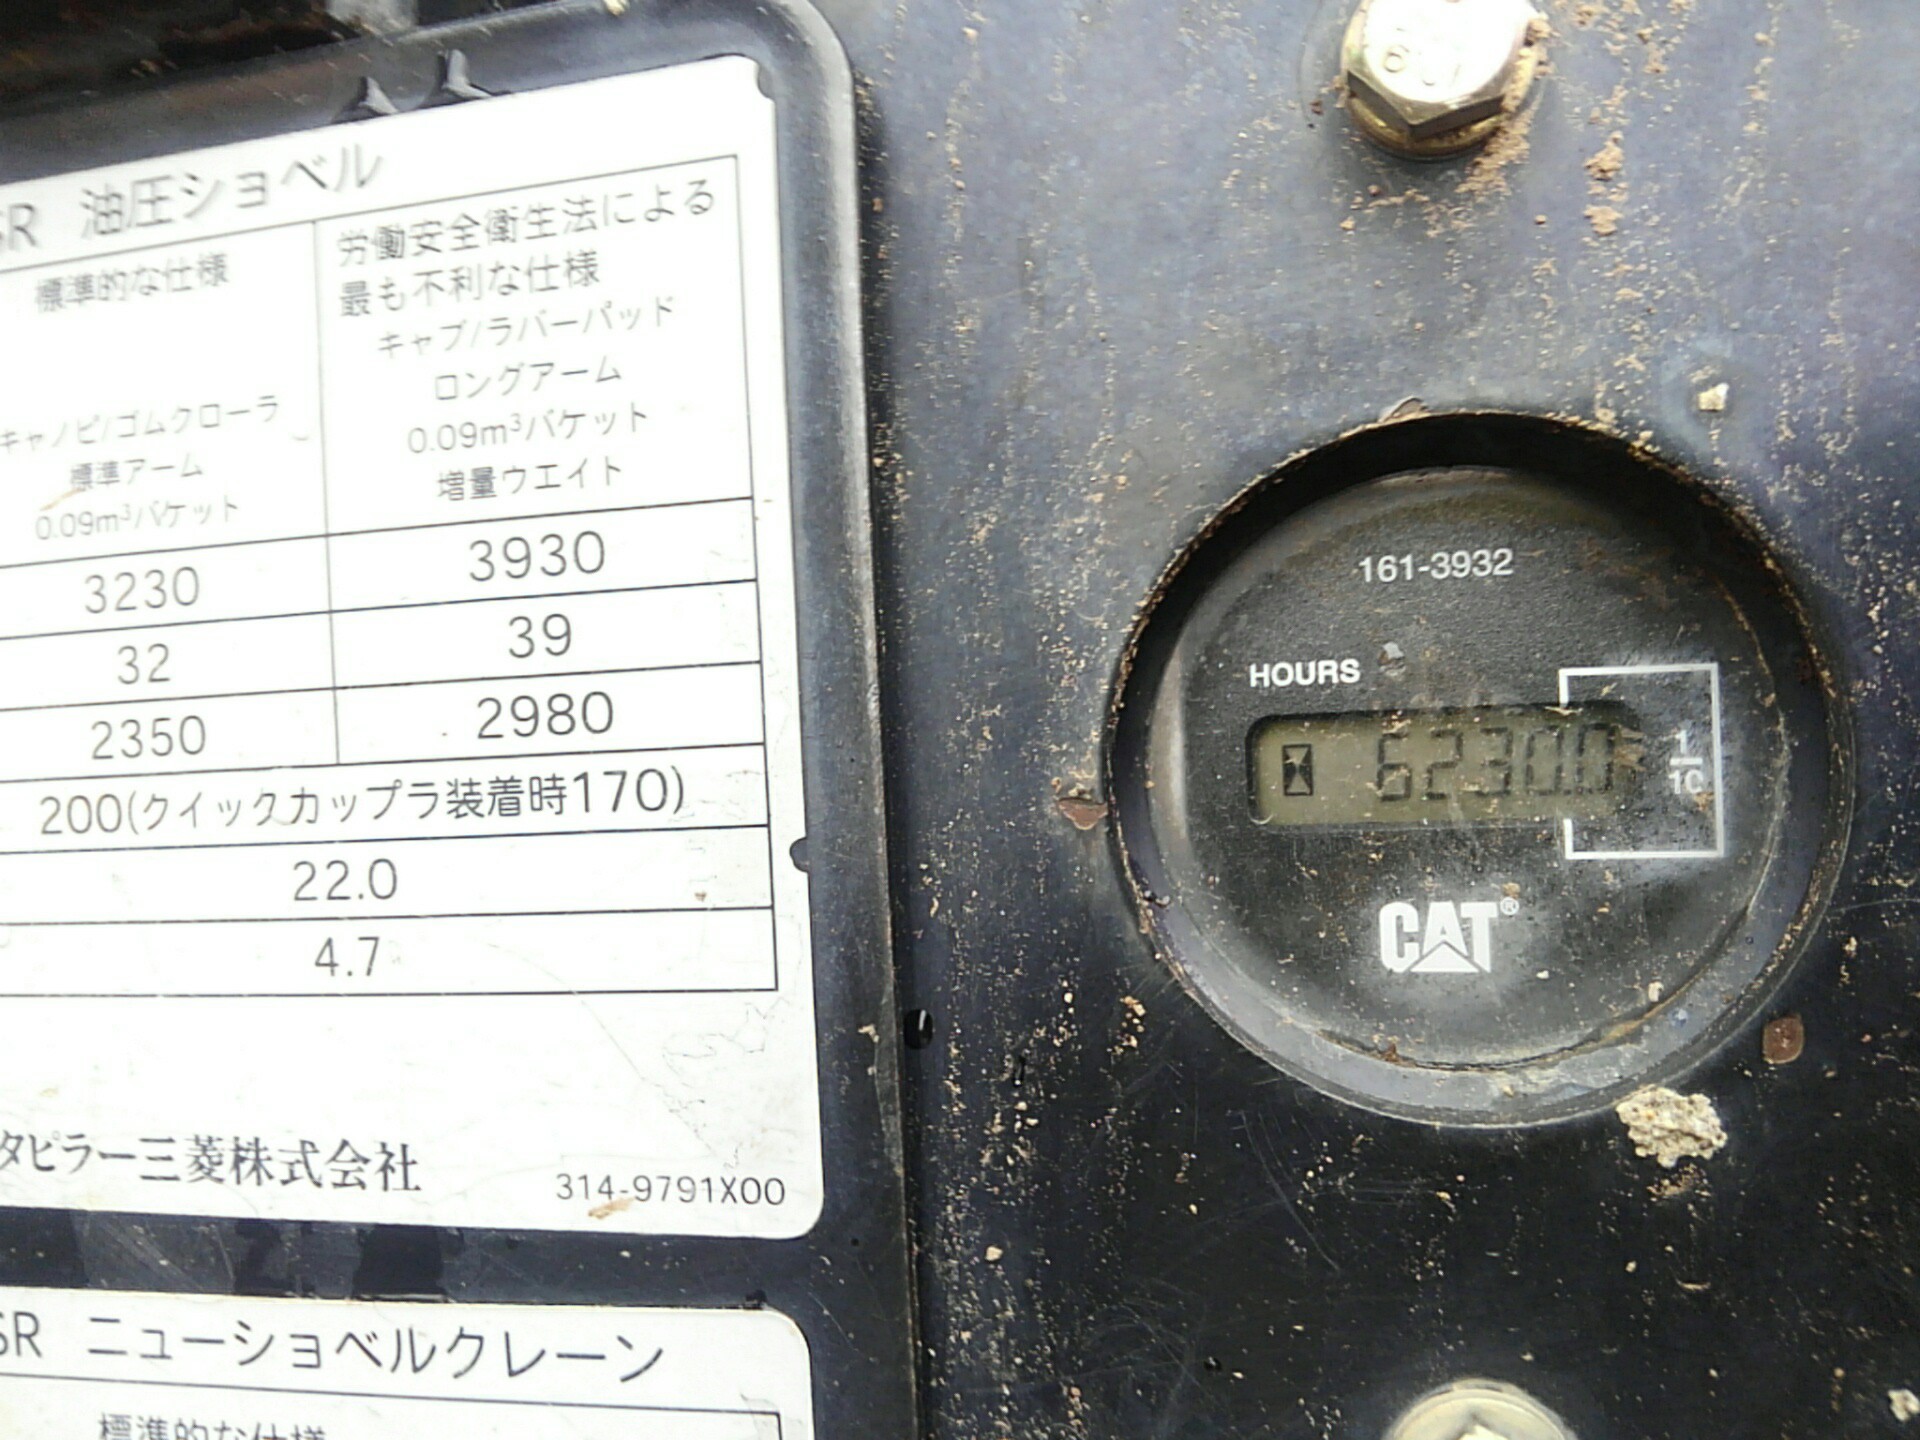 SR 油圧ショベル
標準的な仕様
キャノピ/ゴムクローラ
標準アーム
0.09m³バケット
労働安全衛生法による
最も不利な仕様
キャブ/ラバーパッド
ロングアーム
0.09m³バケット
増量ウエイト
3230 3930
32 39
2350 2980
200(クイックカップラ装着時170)
22.0
4.7
タピラー三菱株式会社
314-9791X00
SR ニューショベルクレーン
標準的な仕様
161-3932
HOURS
6230.0
1/10
CAT®